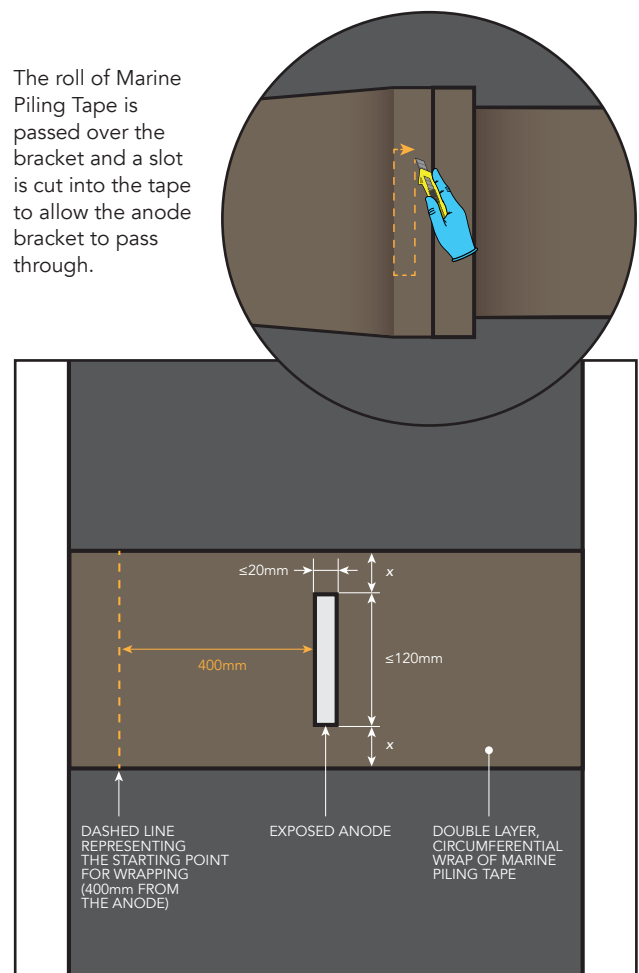 The roll of Marine
Piling Tape is
passed over the
bracket and a slot
is cut into the tape
to allow the anode
bracket to pass
through.
≤20mm
x
400mm
≤120mm
x
DASHED LINE
REPRESENTING
THE STARTING POINT
FOR WRAPPING
(400mm FROM
THE ANODE)
EXPOSED ANODE
DOUBLE LAYER,
CIRCUMFERENTIAL
WRAP OF MARINE
PILING TAPE